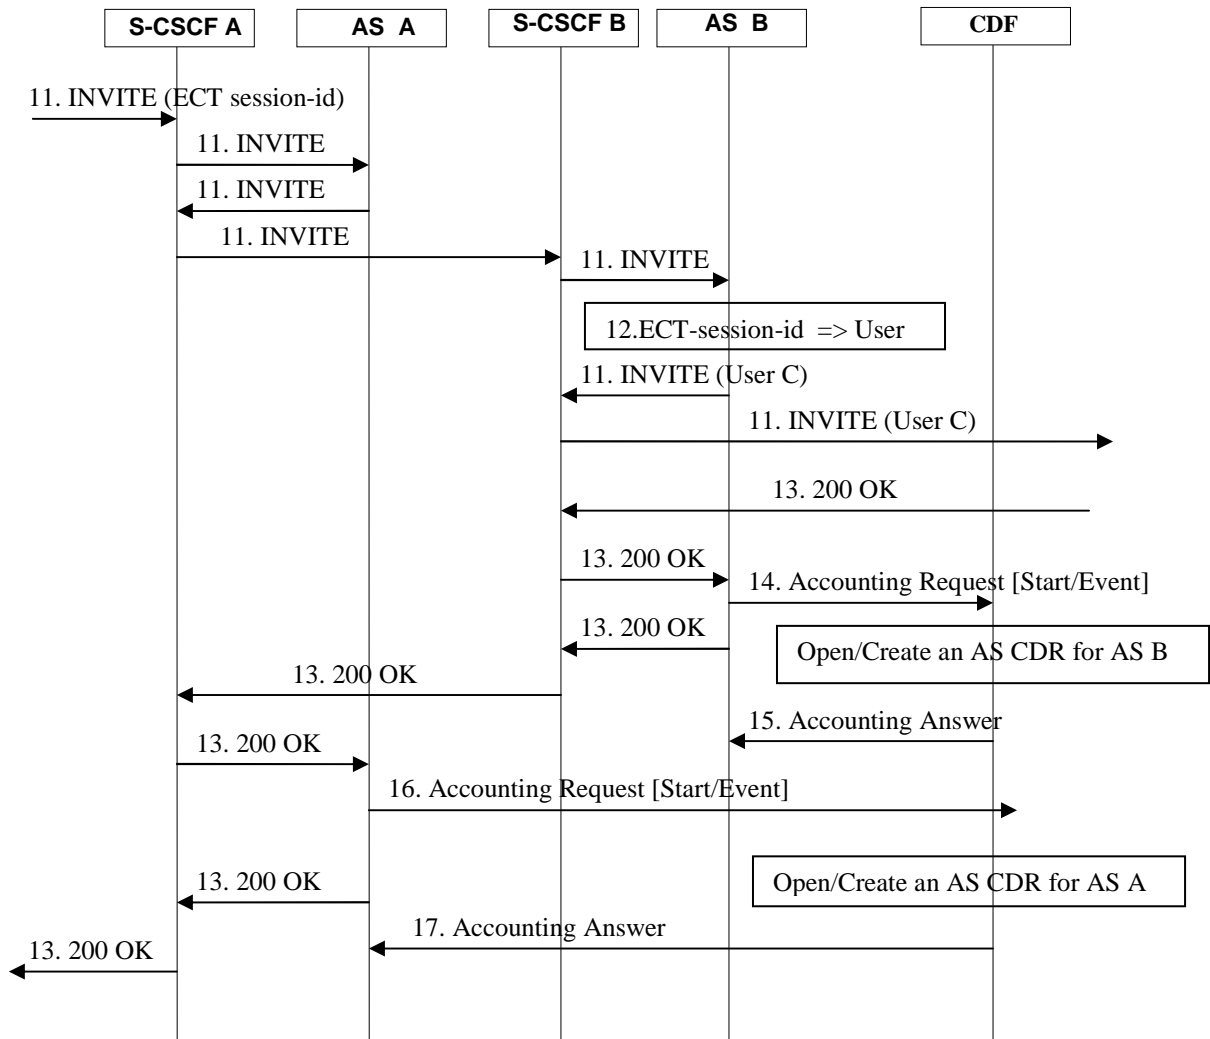 S-CSCF A
AS A
S-CSCF B
AS B
CDF
11. INVITE (ECT session-id)
11. INVITE
11. INVITE
11. INVITE
11. INVITE
12.ECT-session-id => User
11. INVITE (User C)
11. INVITE (User C)
13. 200 OK
13. 200 OK
14. Accounting Request [Start/Event]
13. 200 OK
Open/Create an AS CDR for AS B
13. 200 OK
15. Accounting Answer
13. 200 OK
16. Accounting Request [Start/Event]
13. 200 OK
Open/Create an AS CDR for AS A
17. Accounting Answer
13. 200 OK